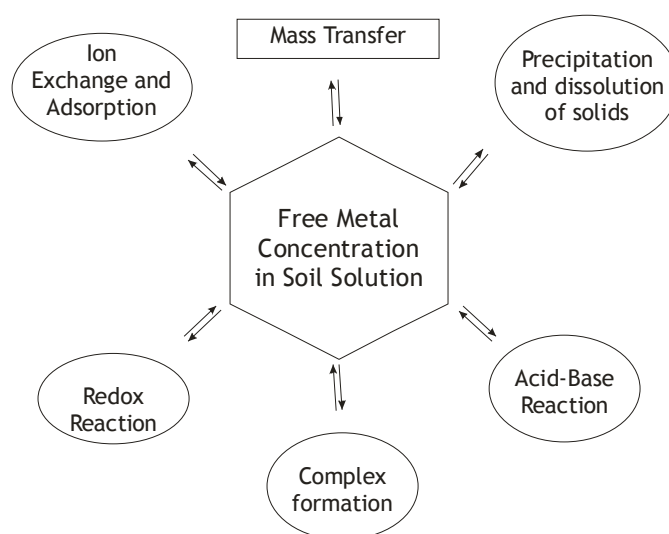 Mass Transfer
Ion
Exchange and
Adsorption
Precipitation
and dissolution
of solids
Free Metal
Concentration
in Soil Solution
Redox
Reaction
Acid-Base
Reaction
Complex
formation